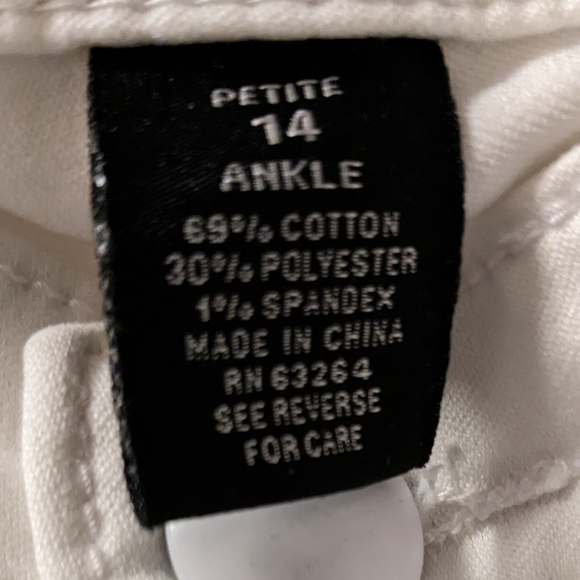 PETITE
14
ANKLE
69% COTTON
30% POLYESTER
1% SPANDEX
MADE IN CHINA
RN 63264
SEE REVERSE
FOR CARE